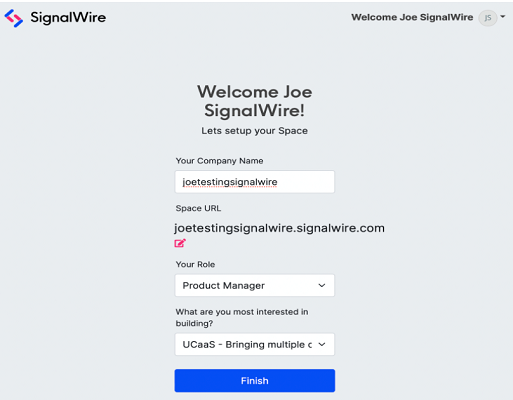 SignalWire
Welcome Joe SignalWire
JS
Welcome Joe
SignalWire!
Lets setup your Space
Your Company Name
joetestingsignalwire
Space URL
joetestingsignalwire.signalwire.com
Your Role
Product Manager
What are you most interested in
building?
UCaaS - Bringing multiple c
Finish